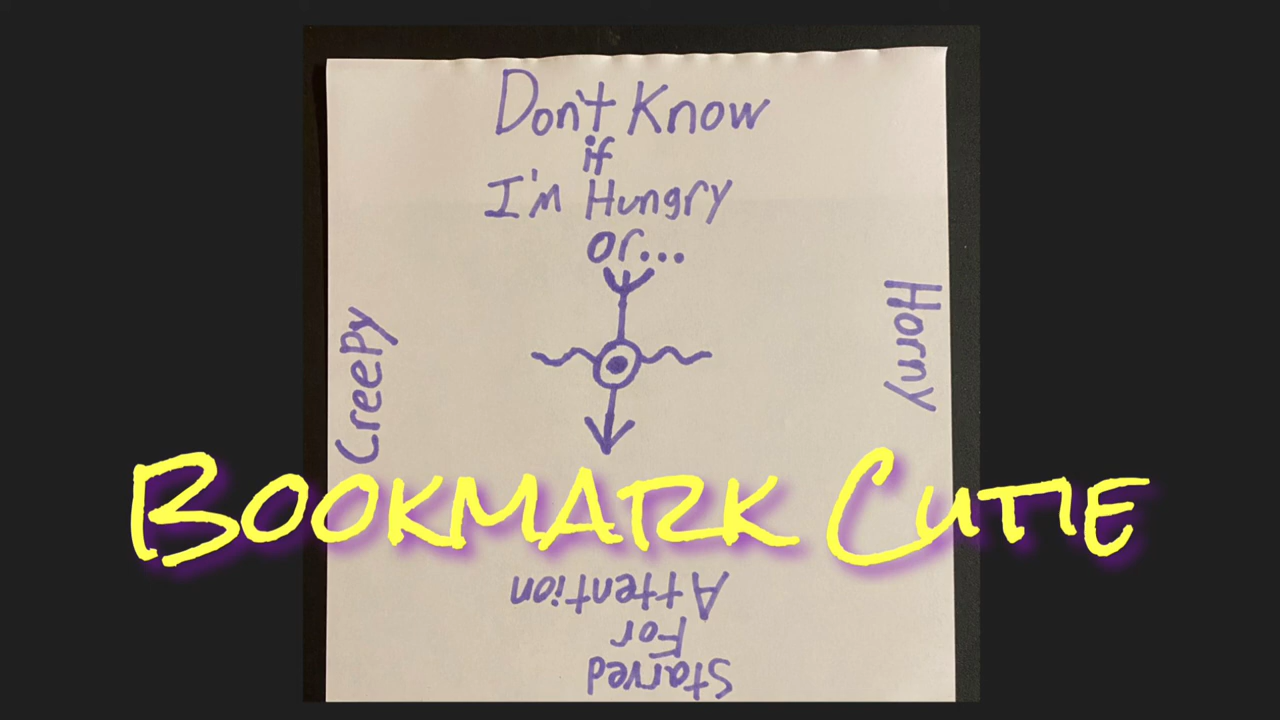 Don't Know
if
I'm Hungry
or...
Creepy
Horny
Bookmark Cutie
Starved
For
Attention